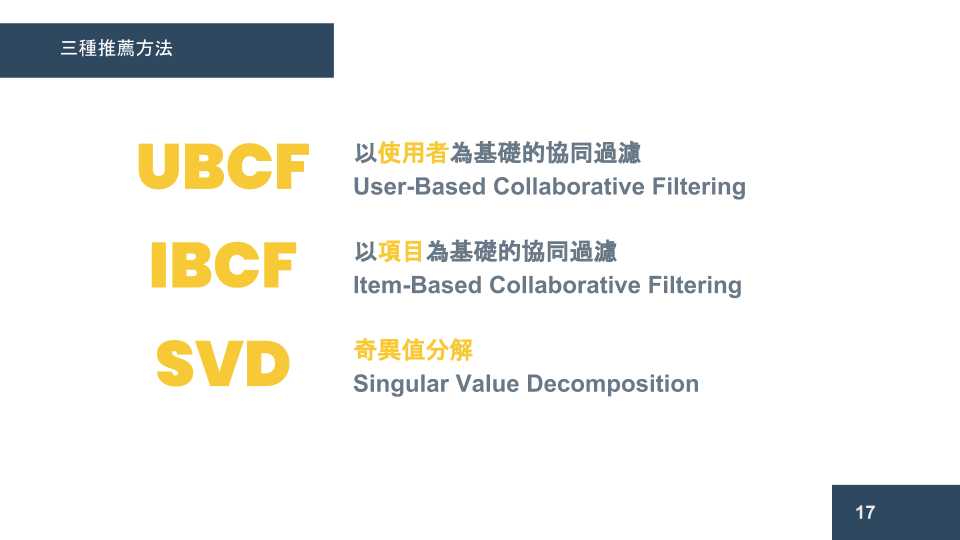 三種推薦方法
UBCF
以使用者為基礎的協同過濾
User-Based Collaborative Filtering
IBCF
以項目為基礎的協同過濾
Item-Based Collaborative Filtering
SVD
奇異值分解
Singular Value Decomposition
17